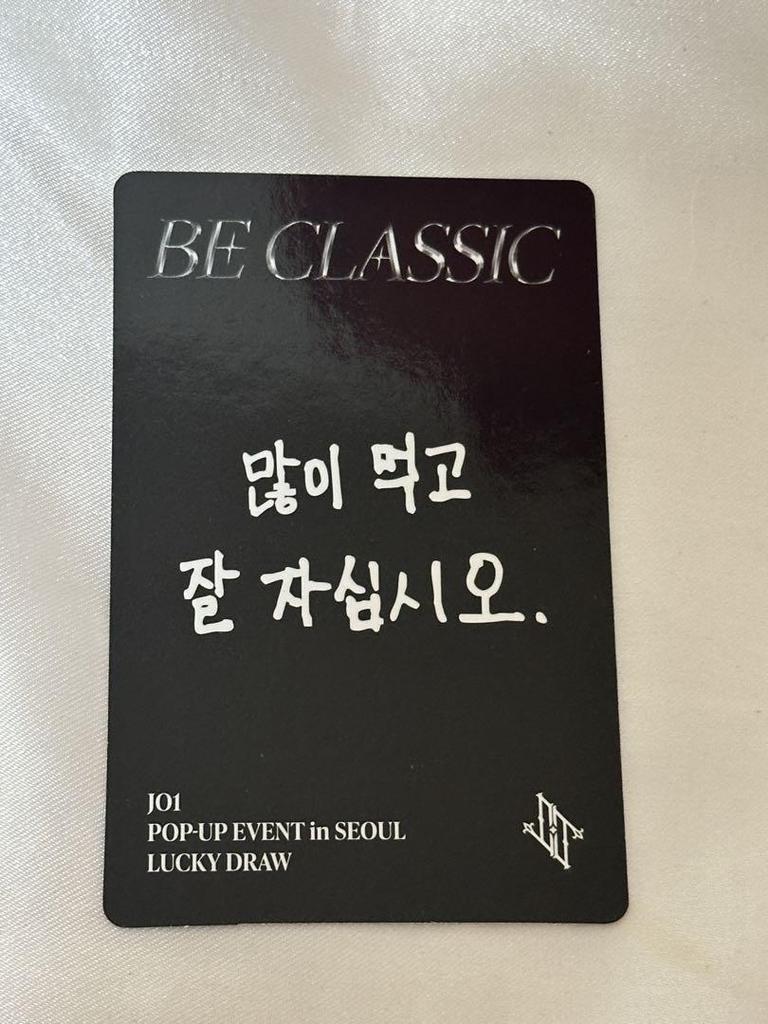 BE CLASSIC
많이 먹고
잘 자십시오.
JO1
POP-UP EVENT in SEOUL
LUCKY DRAW